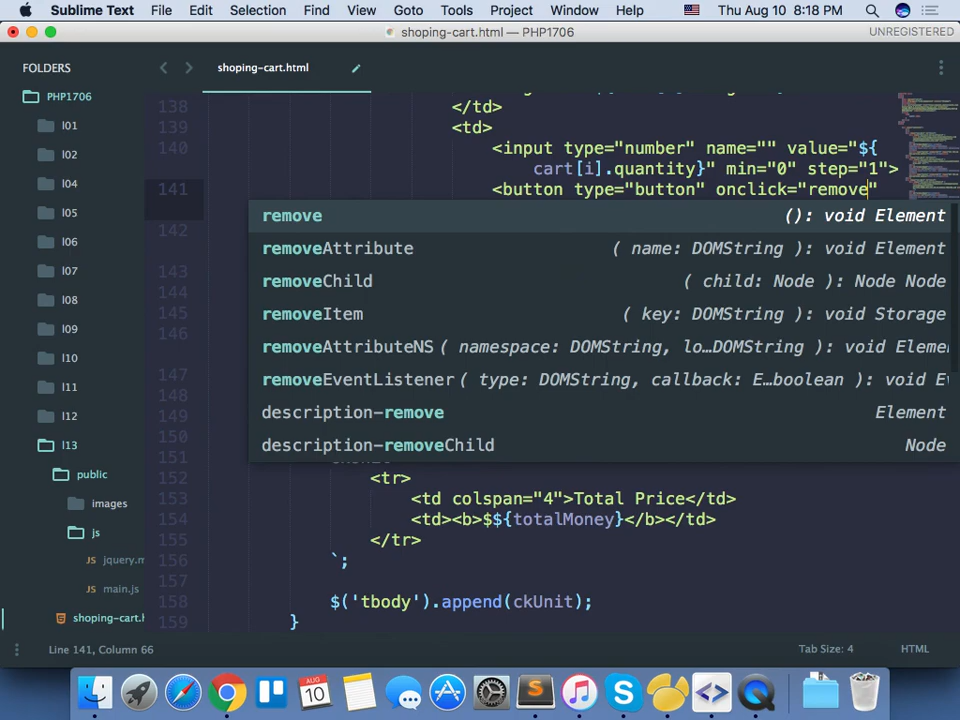 Sublime Text File Edit Selection Find View Goto Tools Project Window Help Thu Aug 10 8:18 PM
shoping-cart.html — PHP1706 UNREGISTERED
FOLDERS
shoping-cart.html
PHP1706
l01
l02
l04
l05
l06
l07
l08
l09
l10
l11
l12
l13
public
images
js
JS jquery.m
JS main.js
shoping-cart.h
138 </td>
139 <td>
140 <input type="number" name="" value="${
cart[i].quantity}" min="0" step="1">
141 <button type="button" onclick="remove"
142
143
144
145
146
147
148
149
150
151
remove (): void Element
removeAttribute ( name: DOMString ): void Element
removeChild ( child: Node ): Node Node
removeItem ( key: DOMString ): void Storage
removeAttributeNS ( namespace: DOMString, lo…DOMString ): void Eleme
removeEventListener ( type: DOMString, callback: E…boolean ): void Ev
description-remove Element
description-removeChild Node
152 <tr>
153 <td colspan="4">Total Price</td>
154 <td><b>$${totalMoney}</b></td>
155 </tr>
156 `;
157
158 $('tbody').append(ckUnit);
159 }
Line 141, Column 66 Tab Size: 4 HTML
AUG
10